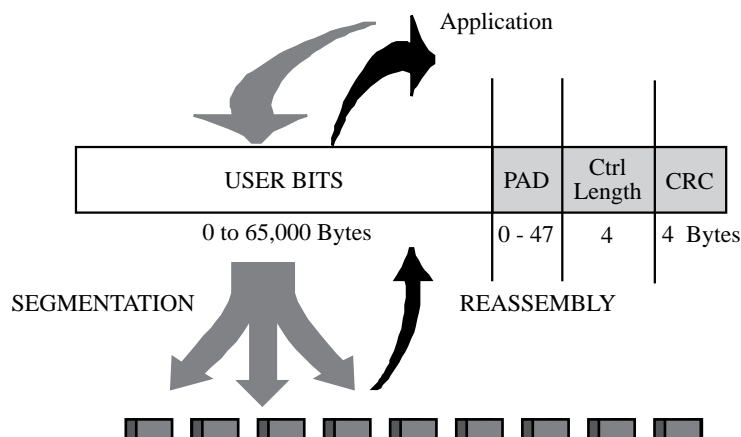 Application
USER BITS
PAD
Ctrl
Length
CRC
0 to 65,000 Bytes
0 - 47
4
4 Bytes
SEGMENTATION
REASSEMBLY